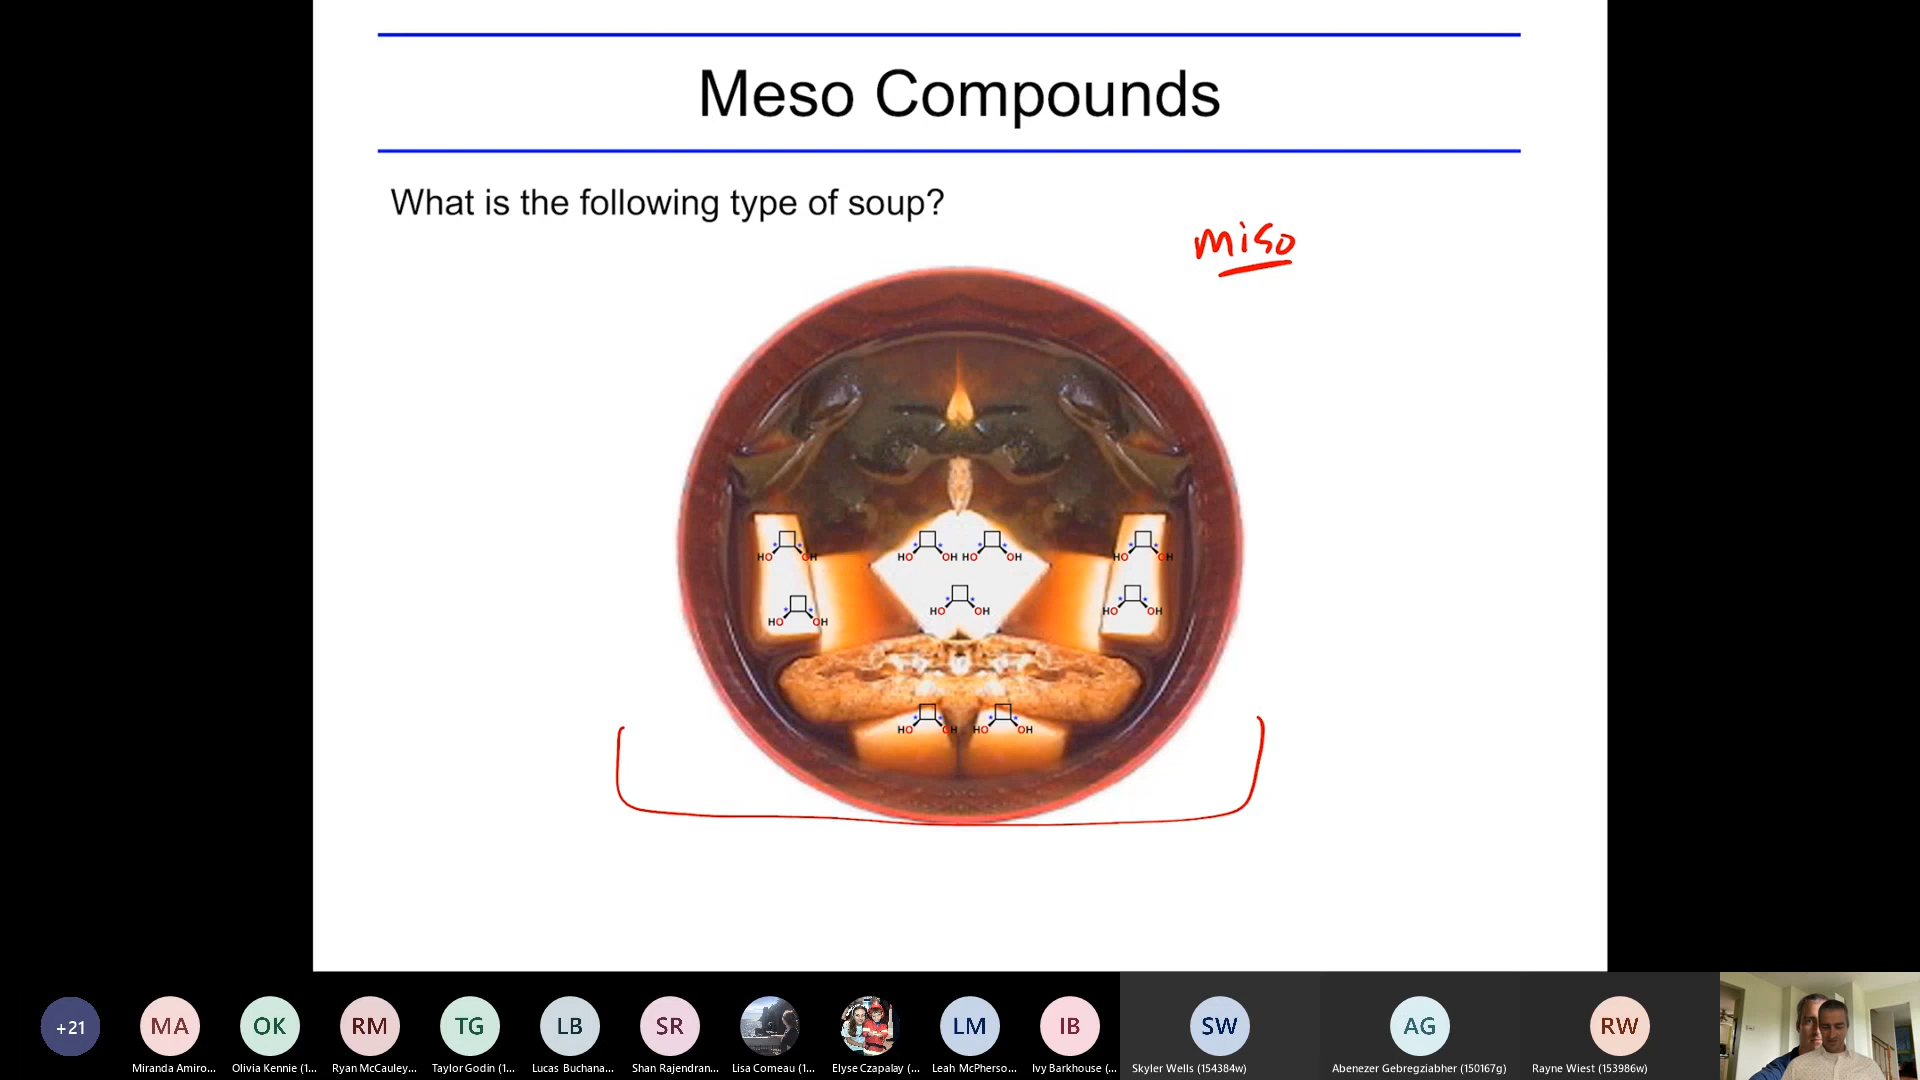 Meso Compounds
What is the following type of soup?
miso
HO OH HO OH HO OH HO OH
HO OH HO OH
HO OH
HO OH HO OH
+21 MA OK RM TG LB SR LM IB SW AG RW
Miranda Amiro... Olivia Kennie (1... Ryan McCauley... Taylor Godin (1... Lucas Buchana... Shan Rajendran... Lisa Comeau (1... Elyse Czapalay (... Leah McPherso... Ivy Barkhouse (... Skyler Wells (154384w) Abenezer Gebregziabher (150167g) Rayne Wiest (153986w)